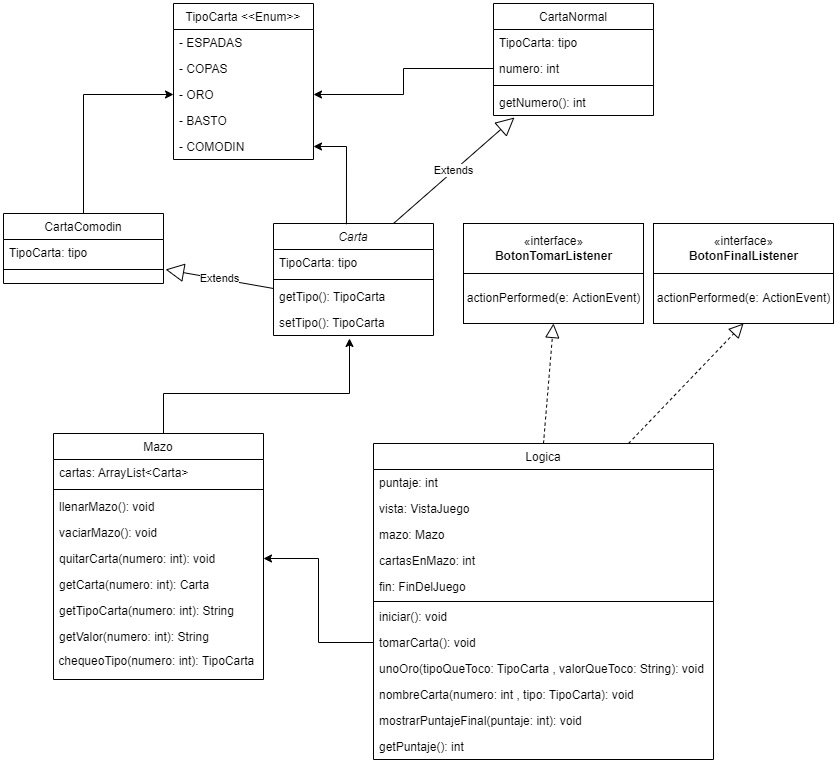 TipoCarta <<Enum>>
- ESPADAS
- COPAS
- ORO
- BASTO
- COMODIN
CartaNormal
TipoCarta: tipo
numero: int
getNumero(): int
Extends
CartaComodin
TipoCarta: tipo
Extends
Carta
TipoCarta: tipo
getTipo(): TipoCarta
setTipo(): TipoCarta
«interface»
BotonTomarListener
actionPerformed(e: ActionEvent)
«interface»
BotonFinalListener
actionPerformed(e: ActionEvent)
Mazo
cartas: ArrayList<Carta>
llenarMazo(): void
vaciarMazo(): void
quitarCarta(numero: int): void
getCarta(numero: int): Carta
getTipoCarta(numero: int): String
getValor(numero: int): String
chequeoTipo(numero: int): TipoCarta
Logica
puntaje: int
vista: VistaJuego
mazo: Mazo
cartasEnMazo: int
fin: FinDelJuego
iniciar(): void
tomarCarta(): void
unoOro(tipoQueToco: TipoCarta , valorQueToco: String): void
nombreCarta(numero: int , tipo: TipoCarta): void
mostrarPuntajeFinal(puntaje: int): void
getPuntaje(): int